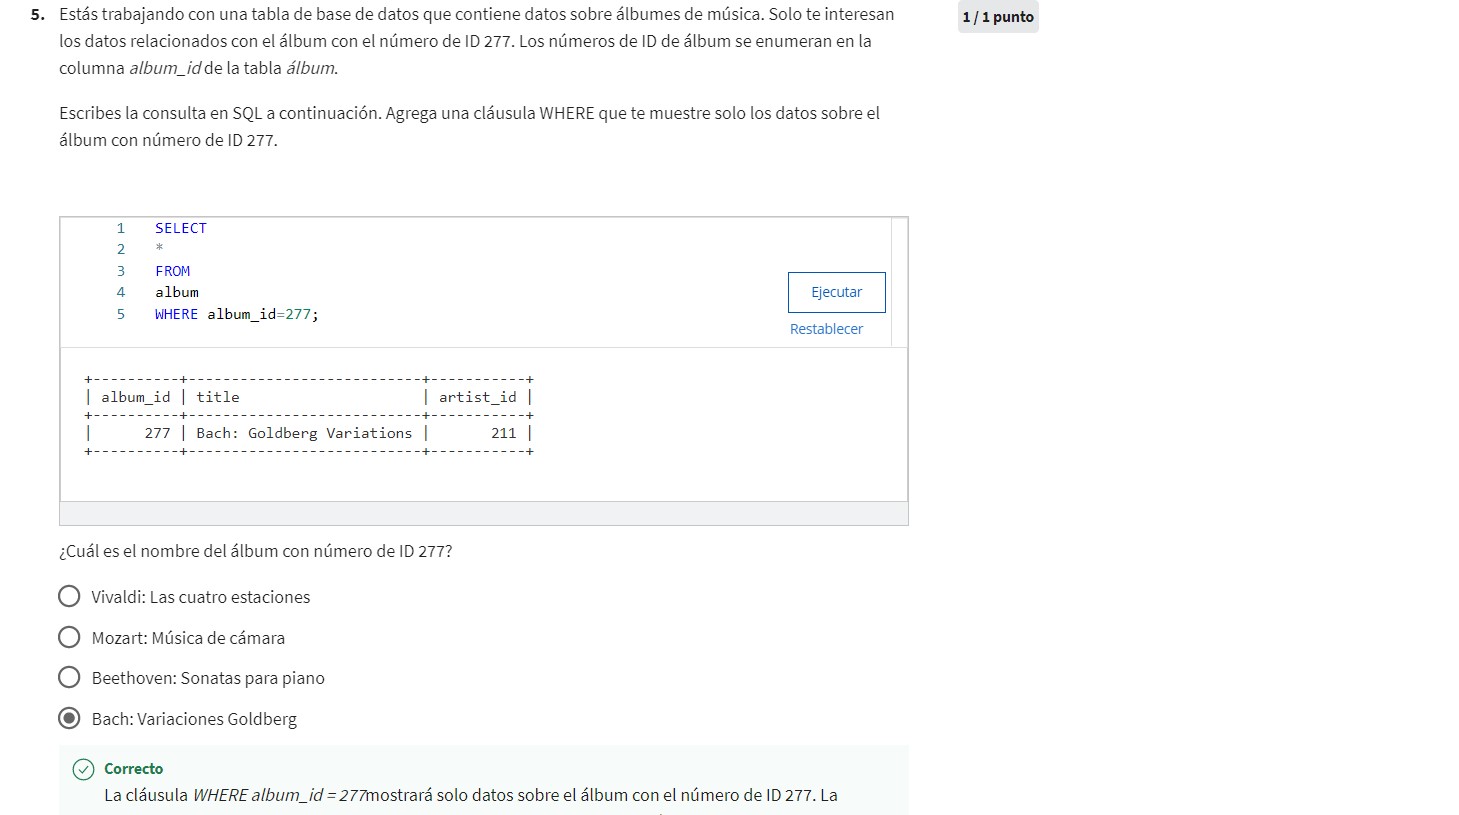 5. Estás trabajando con una tabla de base de datos que contiene datos sobre álbumes de música. Solo te interesan
los datos relacionados con el álbum con el número de ID 277. Los números de ID de álbum se enumeran en la
columna album_id de la tabla álbum.
1 / 1 punto
Escribes la consulta en SQL a continuación. Agrega una cláusula WHERE que te muestre solo los datos sobre el
álbum con número de ID 277.
1 SELECT
2 *
3 FROM
4 album
5 WHERE album_id=277;
Ejecutar
Restablecer
+----------+---------------------------+-----------+
| album_id | title                     | artist_id |
+----------+---------------------------+-----------+
|      277 | Bach: Goldberg Variations |       211 |
+----------+---------------------------+-----------+
¿Cuál es el nombre del álbum con número de ID 277?
Vivaldi: Las cuatro estaciones
Mozart: Música de cámara
Beethoven: Sonatas para piano
Bach: Variaciones Goldberg
Correcto
La cláusula WHERE album_id = 277mostrará solo datos sobre el álbum con el número de ID 277. La